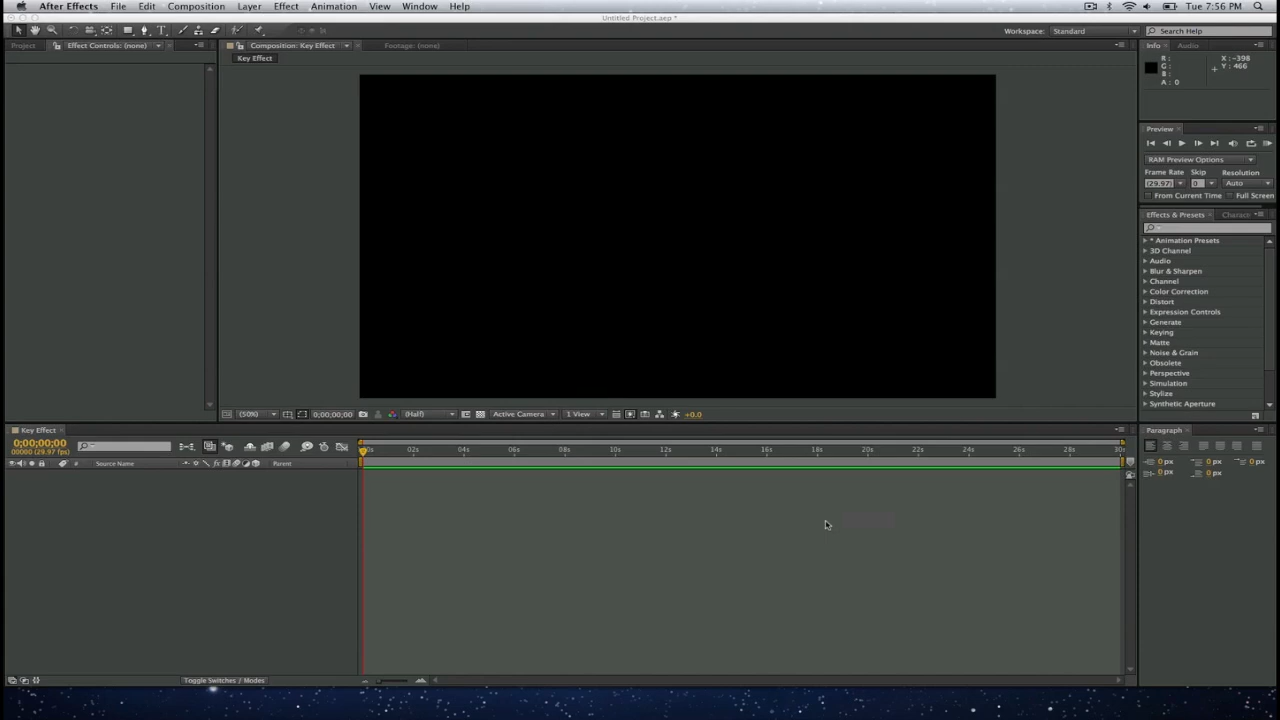 After Effects File Edit Composition Layer Effect Animation View Window Help Tue 7:56 PM
Untitled Project.aep *
Workspace: Standard Search Help
Project Effect Controls: (none) Composition: Key Effect Footage: (none) Info Audio
Key Effect
R : X : -398
G : Y : 466
B :
A : 0
Preview
RAM Preview Options
Frame Rate Skip Resolution
(29.97) 0 Auto
From Current Time Full Screen
Effects & Presets Charact
* Animation Presets
3D Channel
Audio
Blur & Sharpen
Channel
Color Correction
Distort
Expression Controls
Generate
Keying
Matte
Noise & Grain
Obsolete
Perspective
Simulation
Stylize
Synthetic Aperture
(50%) 0;00;00;00 (Half) Active Camera 1 View +0.0
Key Effect Paragraph
0;00;00;00
00000 (29.97 fps)
02s 04s 06s 08s 10s 12s 14s 16s 18s 20s 22s 24s 26s 28s 30s
# Source Name Parent
0 px 0 px 0 px
0 px 0 px
Toggle Switches / Modes